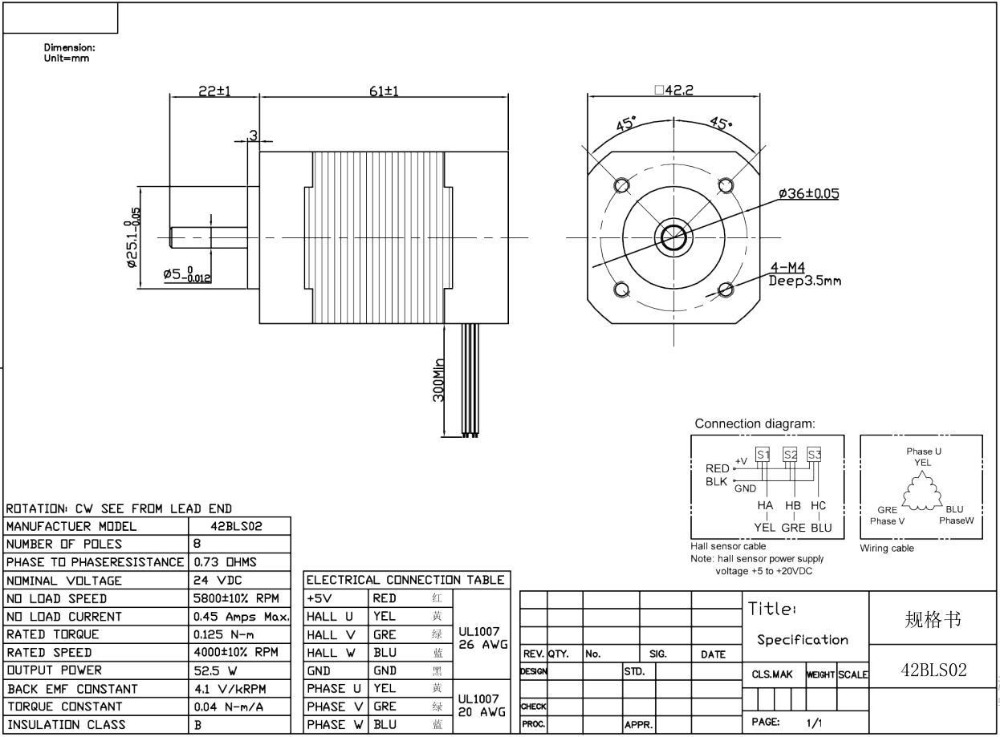 Dimension:
Unit=mm
22±1
61±1
3
Ø25.1 0 -0.05
Ø5 0 -0.012
300Min
□42.2
45°
45°
Ø36±0.05
4-M4
Deep3.5mm
Connection diagram:
S1 S2 S3
+V
RED
BLK
GND
HA HB HC
YEL GRE BLU
Hall sensor cable
Note: hall sensor power supply
voltage +5 to +20VDC
Phase U
YEL
GRE
Phase V
BLU
PhaseW
Wiring cable
ROTATION: CW SEE FROM LEAD END
MANUFACTUER MODEL 42BLS02
NUMBER OF POLES 8
PHASE TO PHASERESISTANCE 0.73 OHMS
NOMINAL VOLTAGE 24 VDC
NO LOAD SPEED 5800±10% RPM
NO LOAD CURRENT 0.45 Amps Max.
RATED TORQUE 0.125 N-m
RATED SPEED 4000±10% RPM
OUTPUT POWER 52.5 W
BACK EMF CONSTANT 4.1 V/kRPM
TORQUE CONSTANT 0.04 N-m/A
INSULATION CLASS B
ELECTRICAL CONNECTION TABLE
+5V RED 红
HALL U YEL 黄
HALL V GRE 绿
HALL W BLU 蓝
GND GND 黑
UL1007
26 AWG
PHASE U YEL 黄
PHASE V GRE 绿
PHASE W BLU 蓝
UL1007
20 AWG
REV. QTY. No. SIG. DATE
DESIGN STD.
CHECK
PROC. APPR.
Title:
Specification
CLS.MAK WEIGHT SCALE
PAGE: 1/1
规格书
42BLS02